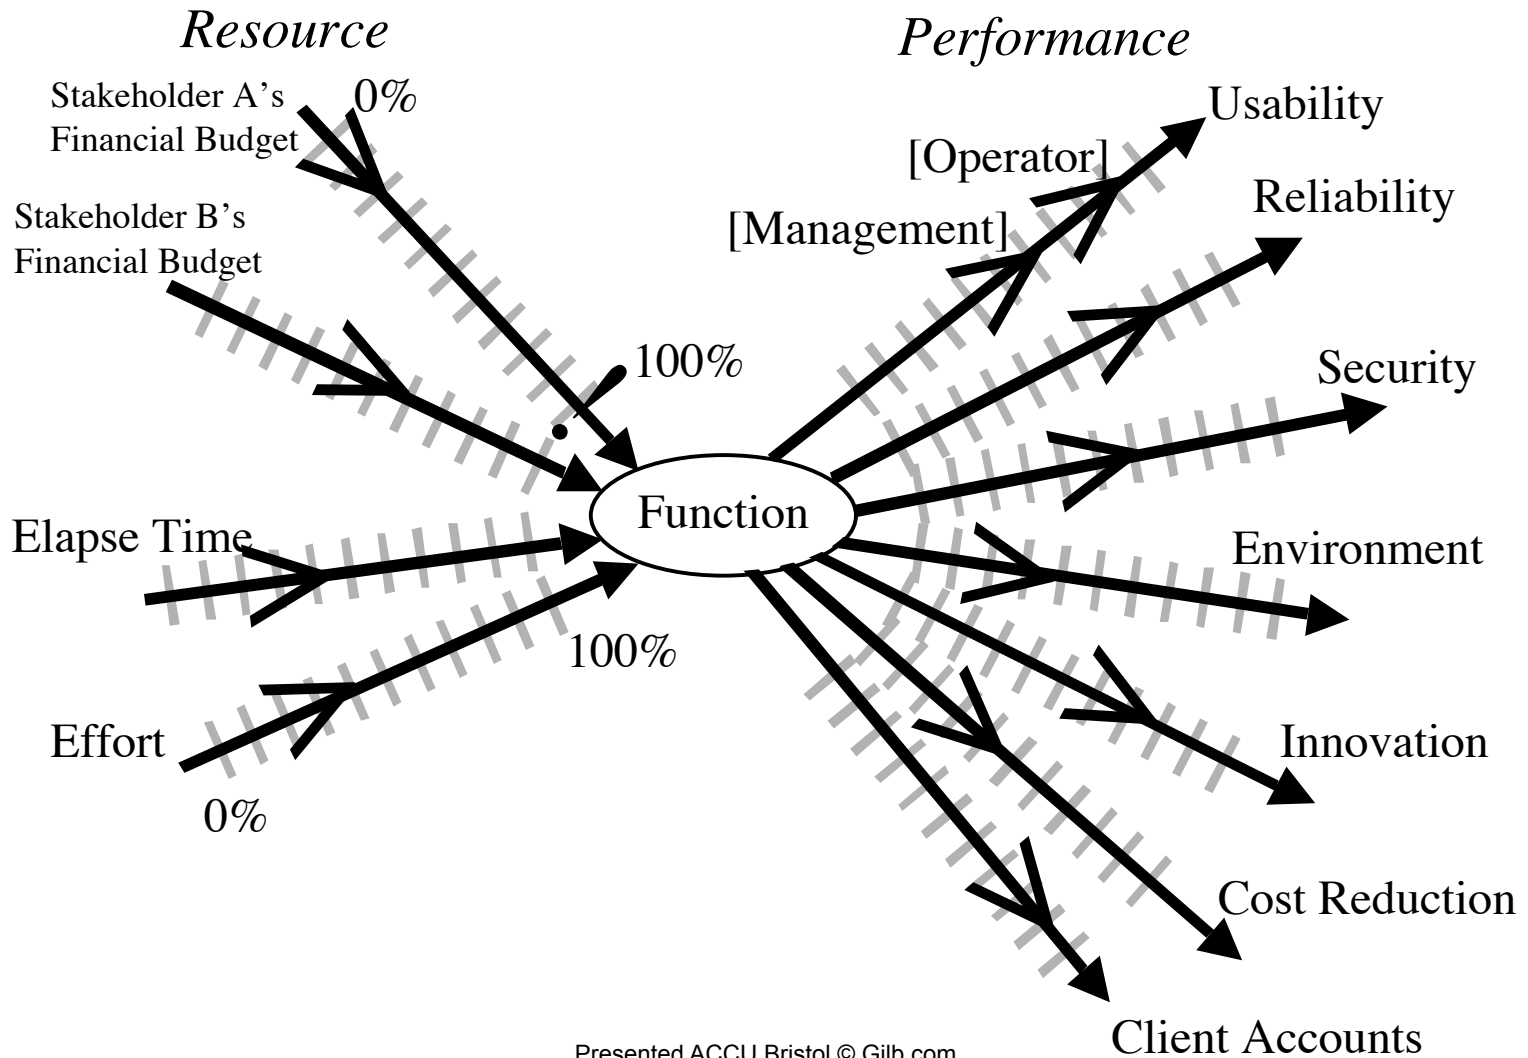 Resource
Performance
Stakeholder A's
Financial Budget
0%
Stakeholder B's
Financial Budget
100%
Elapse Time
Effort
0%
100%
Function
[Operator]
[Management]
Usability
Reliability
Security
Environment
Innovation
Cost Reduction
Client Accounts
Presented ACCU Bristol © Gilb.com